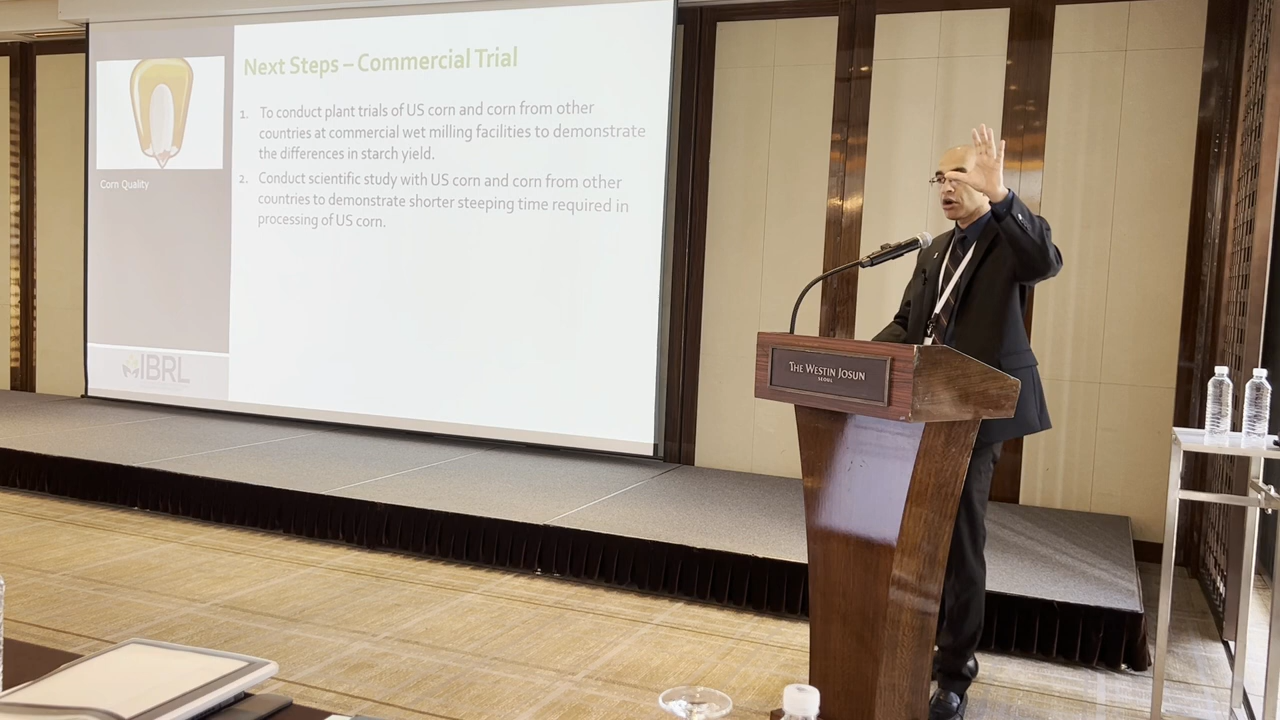 Next Steps – Commercial Trial
1. To conduct plant trials of US corn and corn from other
countries at commercial wet milling facilities to demonstrate
the differences in starch yield.
2. Conduct scientific study with US corn and corn from other
countries to demonstrate shorter steeping time required in
processing of US corn.
Corn Quality
IBRL
THE WESTIN JOSUN
SEOUL